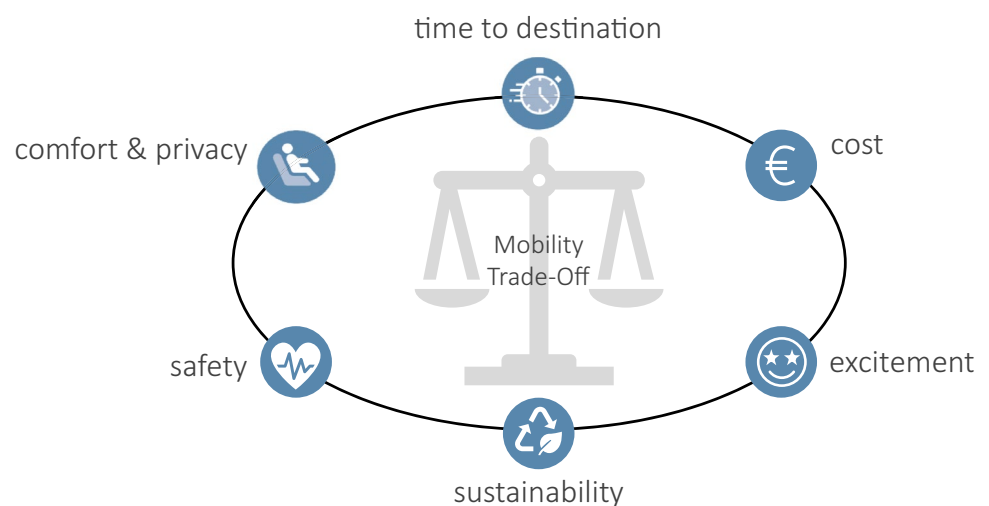 time to destination
comfort & privacy
cost
€
Mobility
Trade-Off
safety
excitement
sustainability